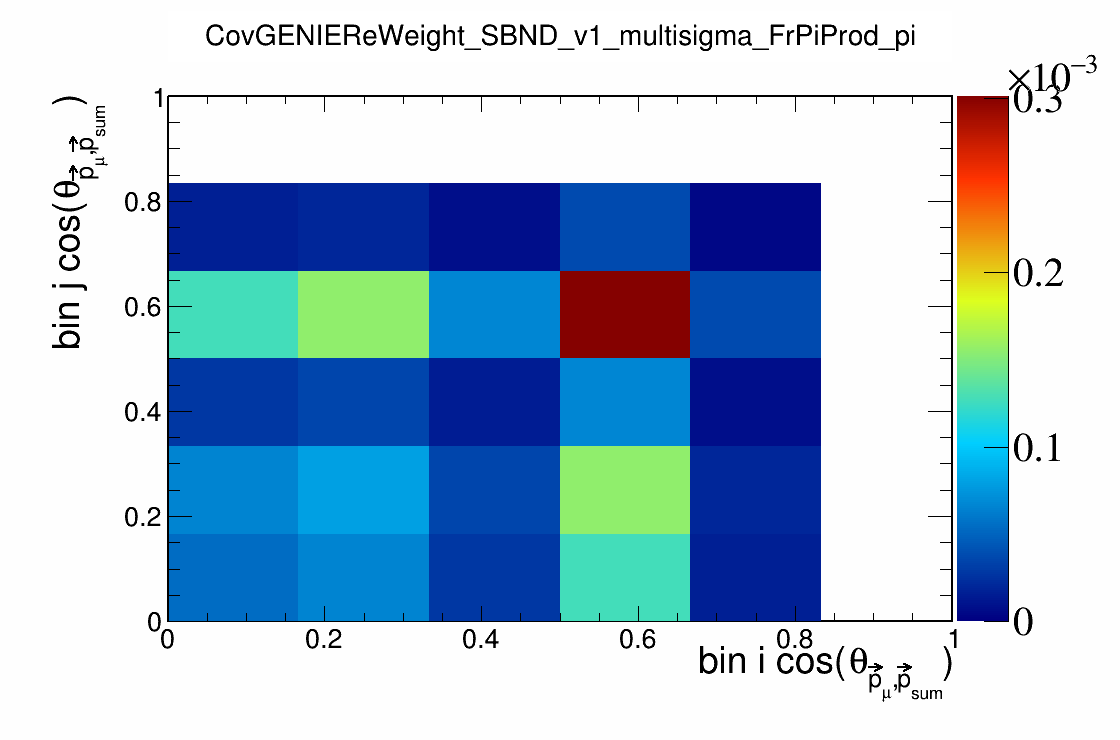 CovGENIEReWeight_SBND_v1_multisigma_FrPiProd_pi
×10⁻³
bin j cos(θ p⃗μ,p⃗sum)
1
0.8
0.6
0.4
0.2
0
0 0.2 0.4 0.6 0.8 1
bin i cos(θ p⃗μ,p⃗sum)
0.3
0.2
0.1
0